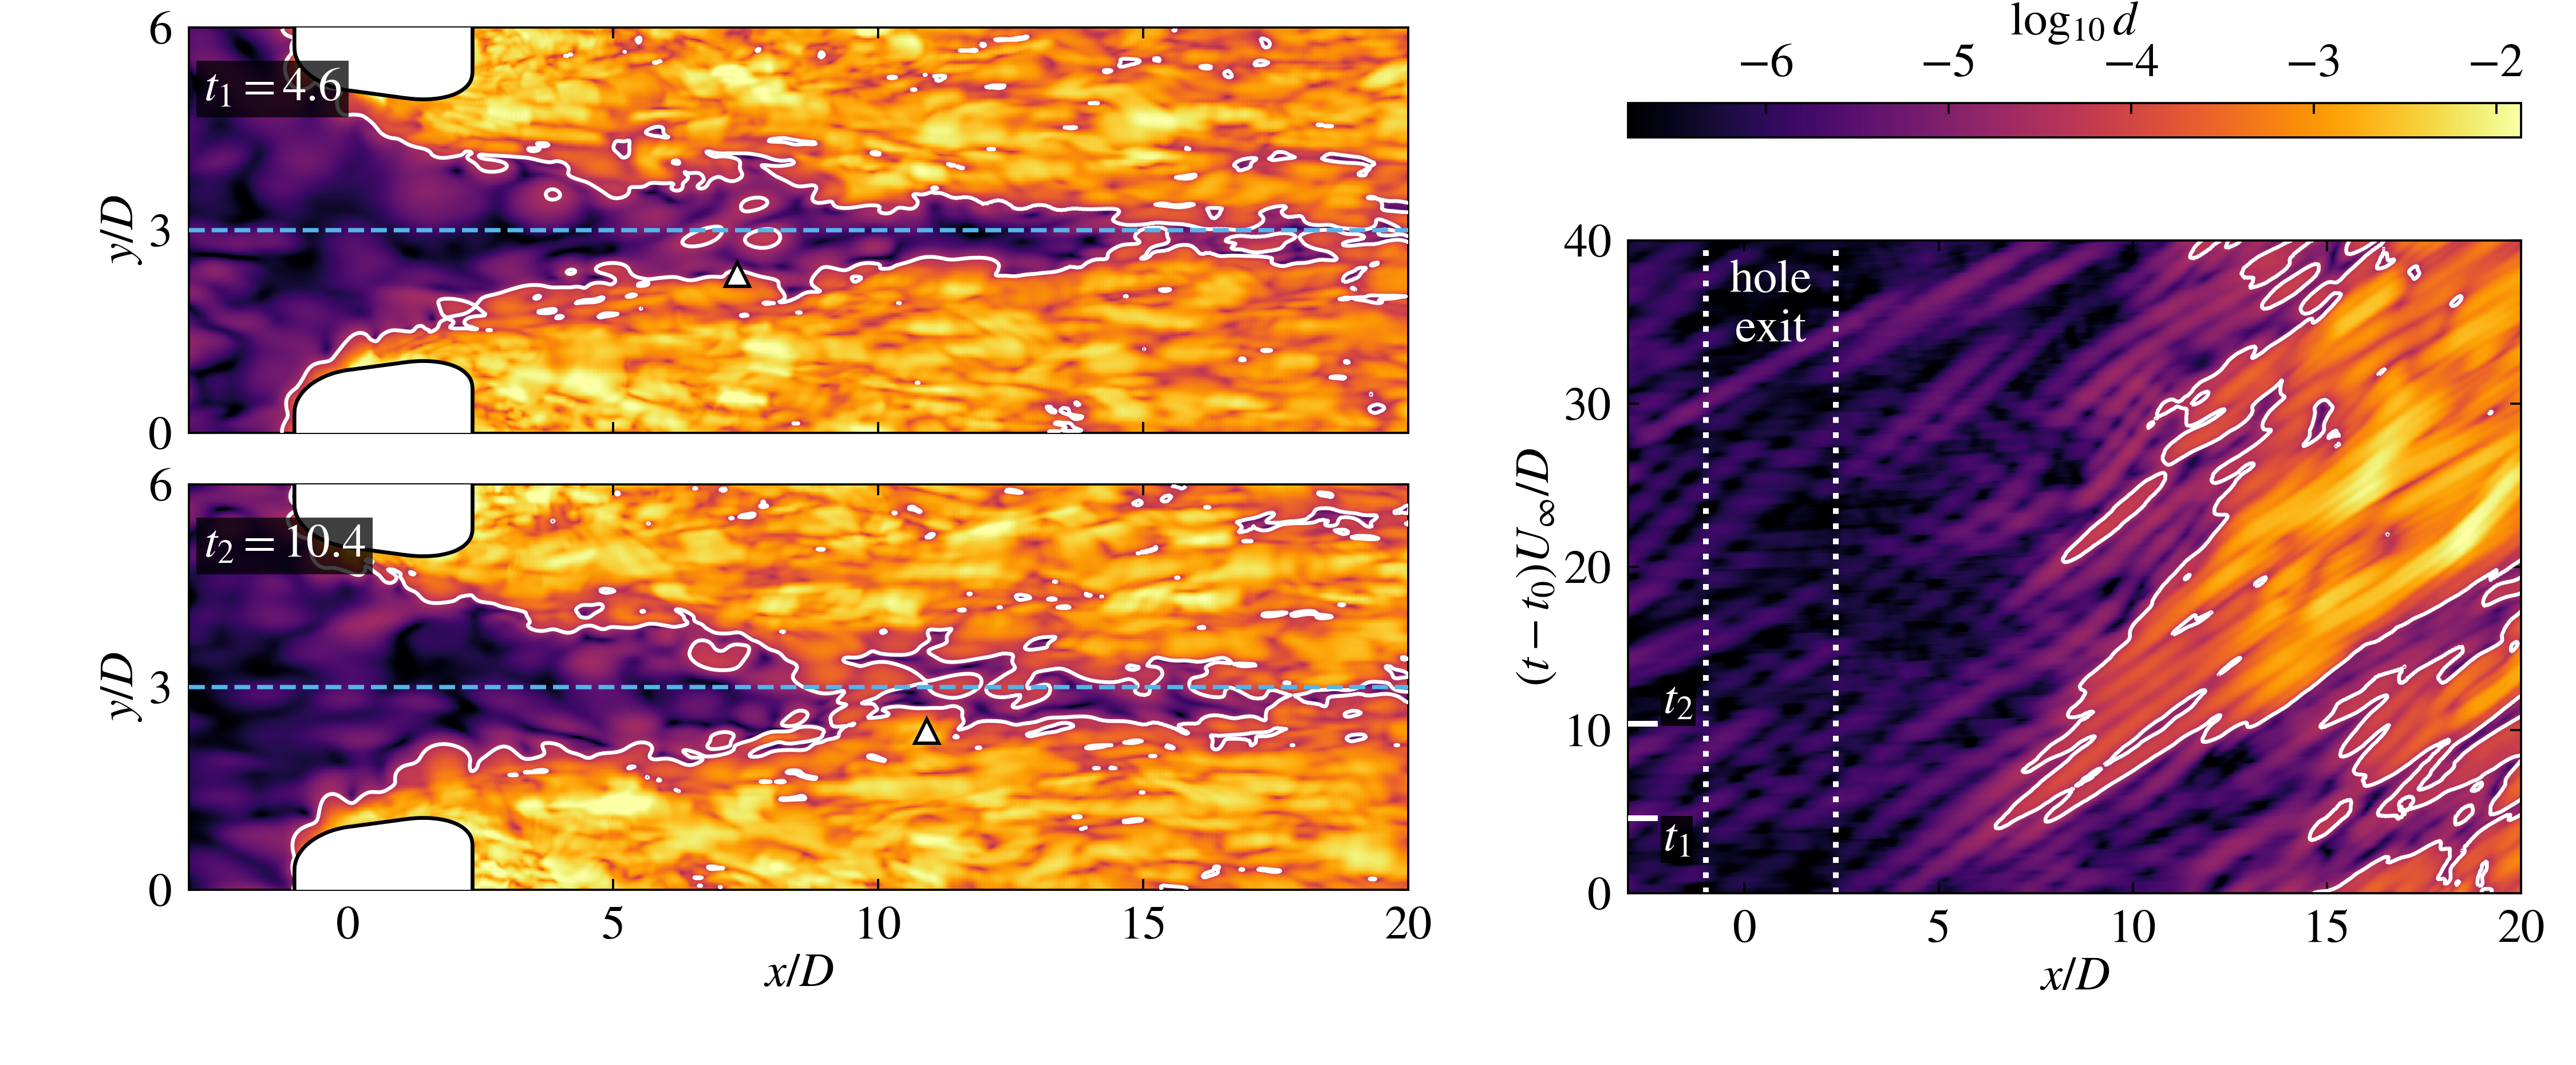 6
3
0
y/D
t₁ = 4.6
6
3
0
y/D
t₂ = 10.4
0 5 10 15 20
x/D
log₁₀ d
−6 −5 −4 −3 −2
40
30
20
10
0
(t − t₀)U∞/D
hole
exit
t₂
t₁
0 5 10 15 20
x/D